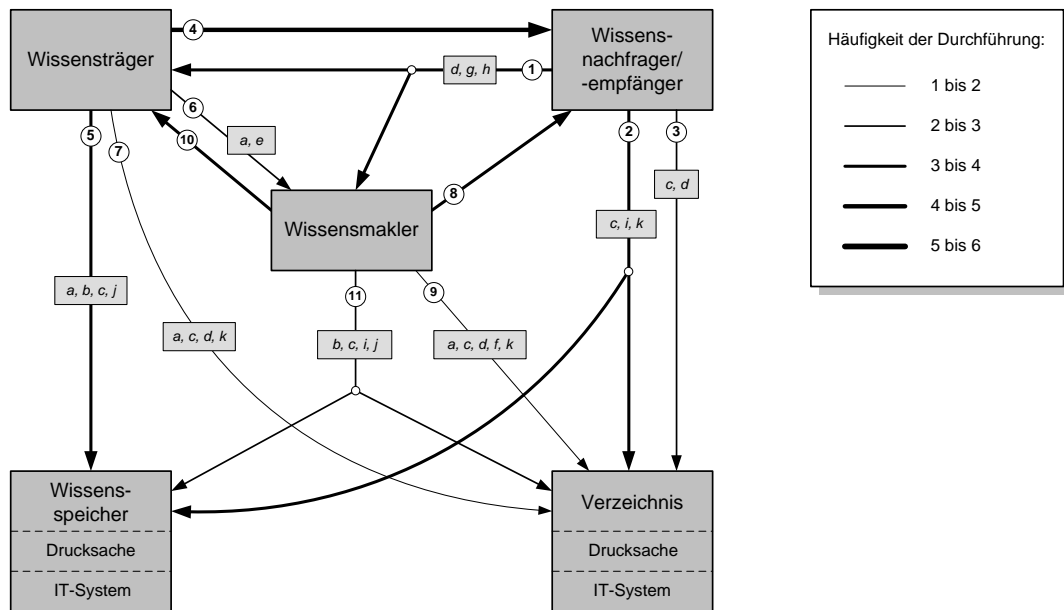 Wissensträger
4
Wissens-
nachfrager/
-empfänger
d, g, h
1
6
a, e
10
5
7
8
2
3
c, d
Wissensmakler
c, i, k
11
9
a, b, c, j
a, c, d, k
b, c, i, j
a, c, d, f, k
Wissens-
speicher
Drucksache
IT-System
Verzeichnis
Drucksache
IT-System
Häufigkeit der Durchführung:
1 bis 2
2 bis 3
3 bis 4
4 bis 5
5 bis 6